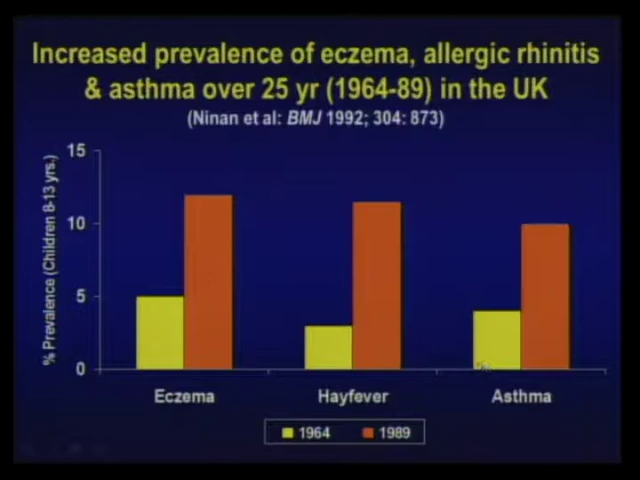 Increased prevalence of eczema, allergic rhinitis
& asthma over 25 yr (1964-89) in the UK
(Ninan et al: BMJ 1992; 304: 873)
% Prevalence (Children 8-13 yrs.)
15
10
5
0
Eczema
Hayfever
Asthma
1964
1989